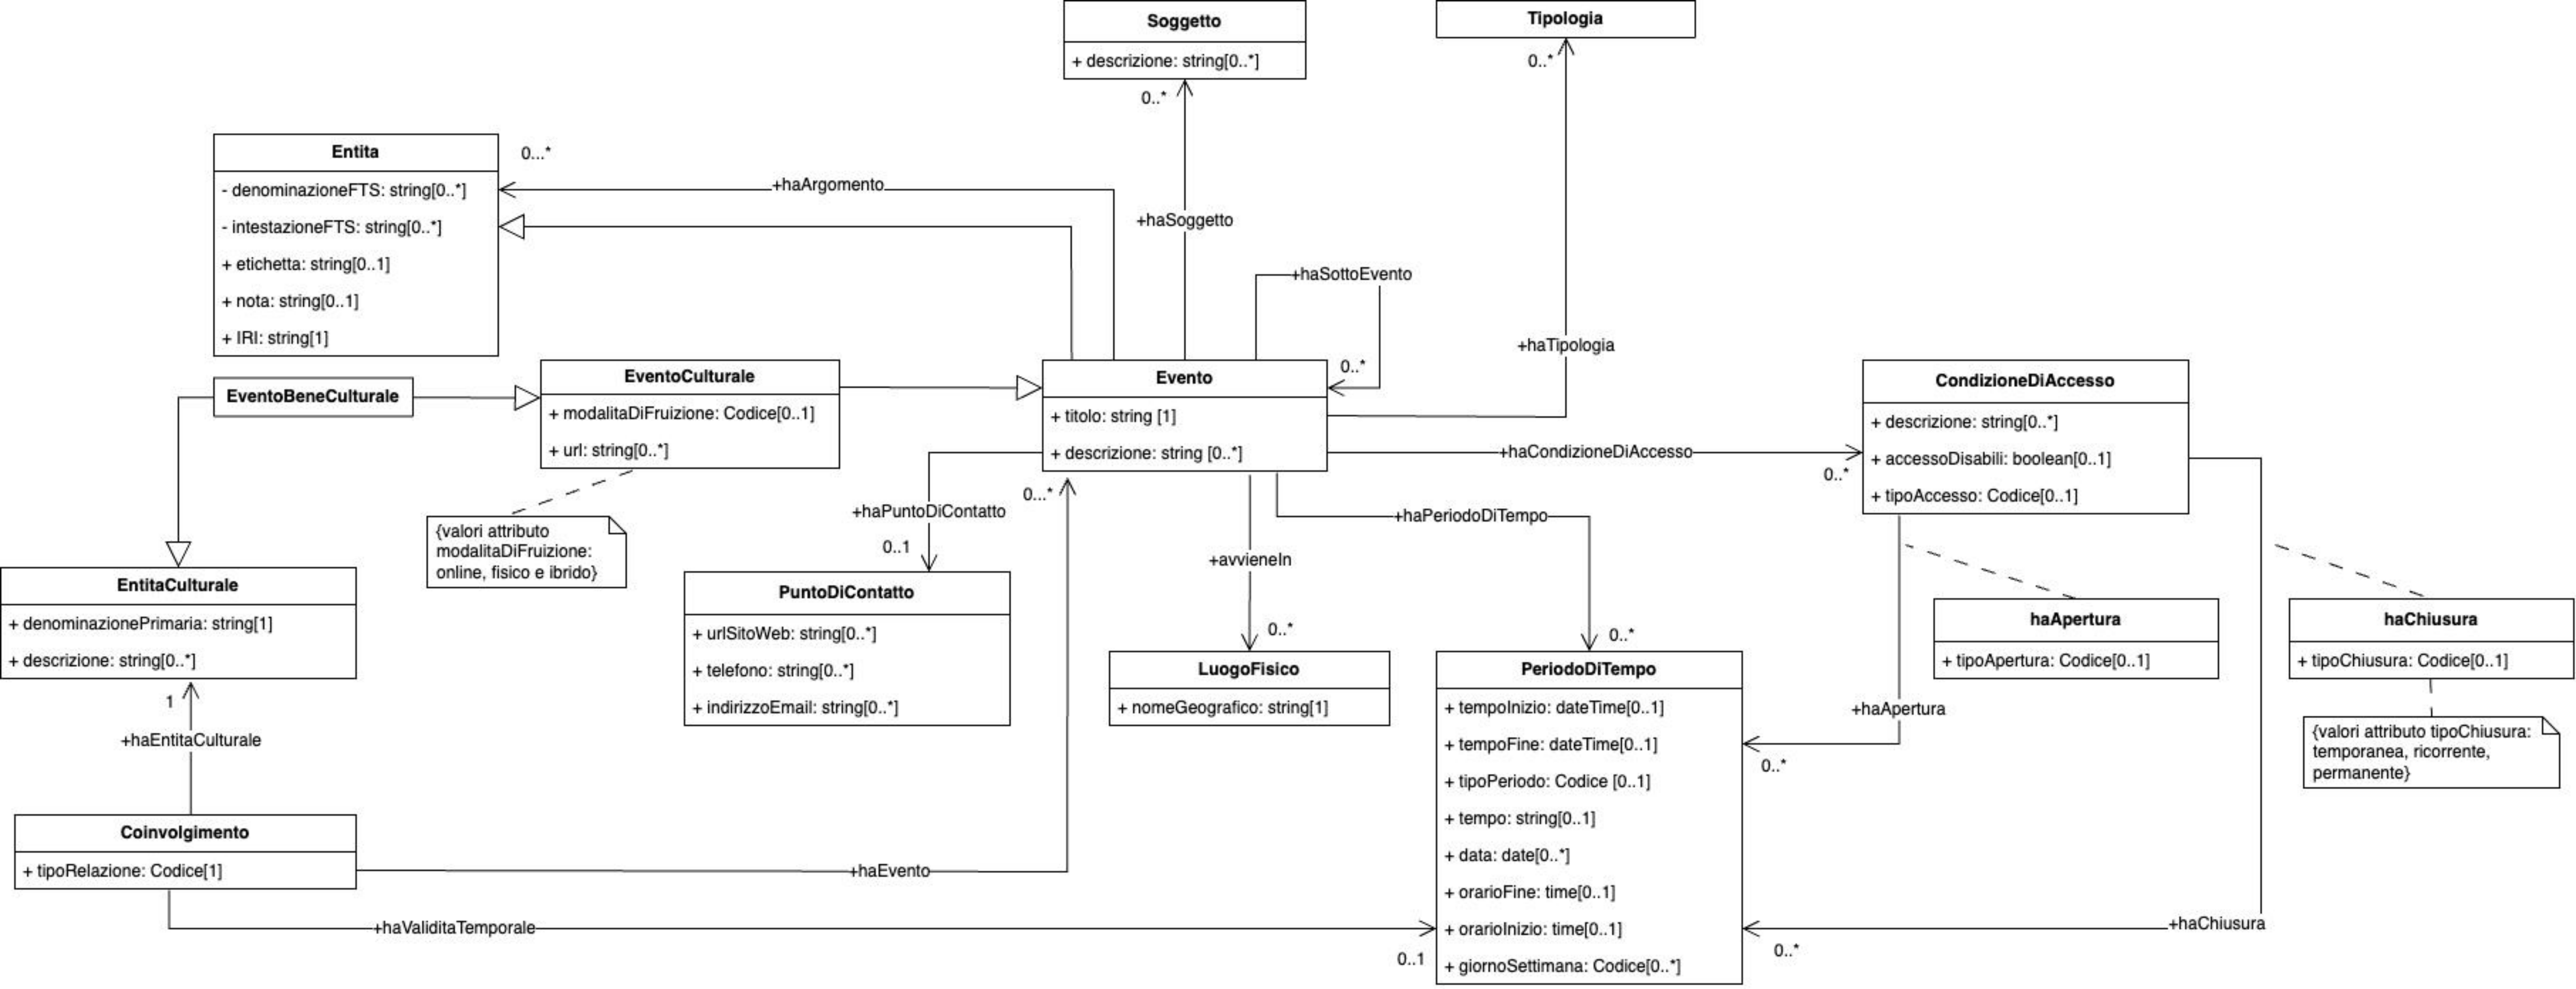 Soggetto
+ descrizione: string[0..*]
0..*
Tipologia
0..*
Entita
- denominazioneFTS: string[0..*]
- intestazioneFTS: string[0..*]
+ etichetta: string[0..1]
+ nota: string[0..1]
+ IRI: string[1]
0...*
+haArgomento
+haSoggetto
+haSottoEvento
0..*
+haTipologia
EventoBeneCulturale
EventoCulturale
+ modalitaDiFruizione: Codice[0..1]
+ url: string[0..*]
Evento
+ titolo: string [1]
+ descrizione: string [0..*]
+haCondizioneDiAccesso
0..*
CondizioneDiAccesso
+ descrizione: string[0..*]
+ accessoDisabili: boolean[0..1]
+ tipoAccesso: Codice[0..1]
{valori attributo
modalitaDiFruizione:
online, fisico e ibrido}
+haPuntoDiContatto
0..1
0...*
+haPeriodoDiTempo
0..*
+avvieneIn
0..*
EntitaCulturale
+ denominazionePrimaria: string[1]
+ descrizione: string[0..*]
1
+haEntitaCulturale
PuntoDiContatto
+ urlSitoWeb: string[0..*]
+ telefono: string[0..*]
+ indirizzoEmail: string[0..*]
LuogoFisico
+ nomeGeografico: string[1]
PeriodoDiTempo
+ tempoInizio: dateTime[0..1]
+ tempoFine: dateTime[0..1]
+ tipoPeriodo: Codice [0..1]
+ tempo: string[0..1]
+ data: date[0..*]
+ orarioFine: time[0..1]
+ orarioInizio: time[0..1]
+ giornoSettimana: Codice[0..*]
haApertura
+ tipoApertura: Codice[0..1]
haChiusura
+ tipoChiusura: Codice[0..1]
+haApertura
0..*
{valori attributo tipoChiusura:
temporanea, ricorrente,
permanente}
Coinvolgimento
+ tipoRelazione: Codice[1]
+haEvento
+haValiditaTemporale
0..1
+haChiusura
0..*